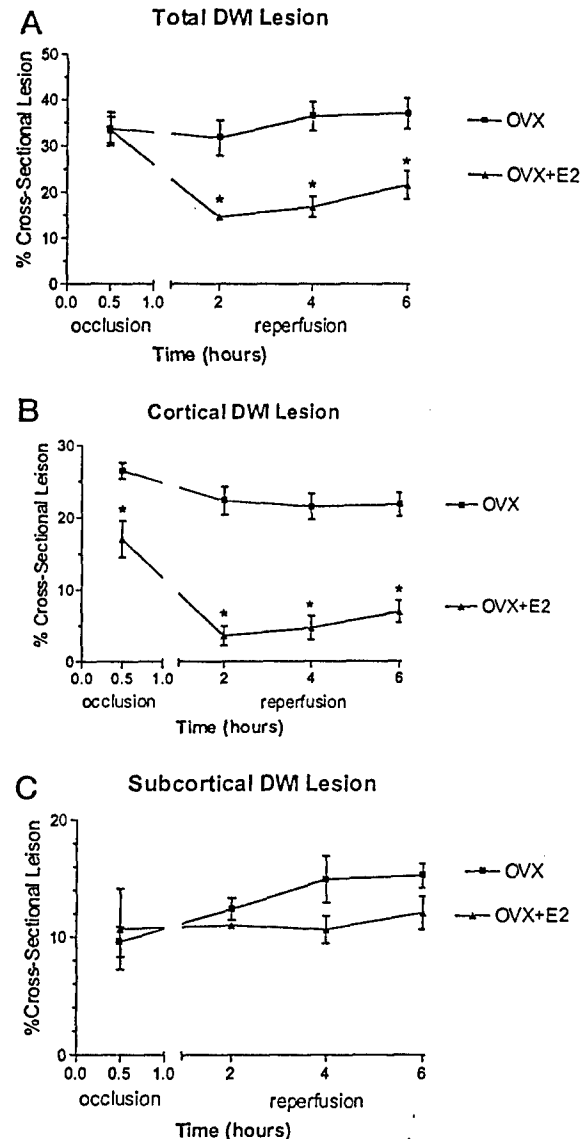 A
Total DWI Lesion
% Cross-Sectional Lesion
50
40
30
20
10
0
* * *
OVX
OVX+E2
0.0 0.5 1.0 2 4 6
occlusion reperfusion
Time (hours)
B
Cortical DWI Lesion
% Cross-Sectional Leison
30
20
10
0
* * * *
OVX
OVX+E2
0.0 0.5 1.0 2 4 6
occlusion reperfusion
Time (hours)
C
Subcortical DWI Lesion
%Cross-Sectional Leison
20
10
0
OVX
OVX+E2
0.0 0.5 1.0 2 4 6
occlusion reperfusion
Time (hours)